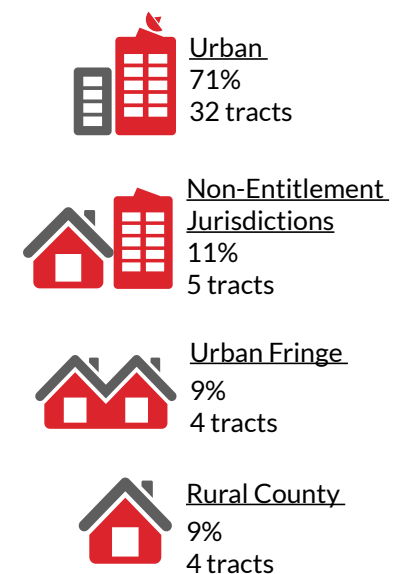 Urban
71%
32 tracts
Non-Entitlement
Jurisdictions
11%
5 tracts
Urban Fringe
9%
4 tracts
Rural County
9%
4 tracts